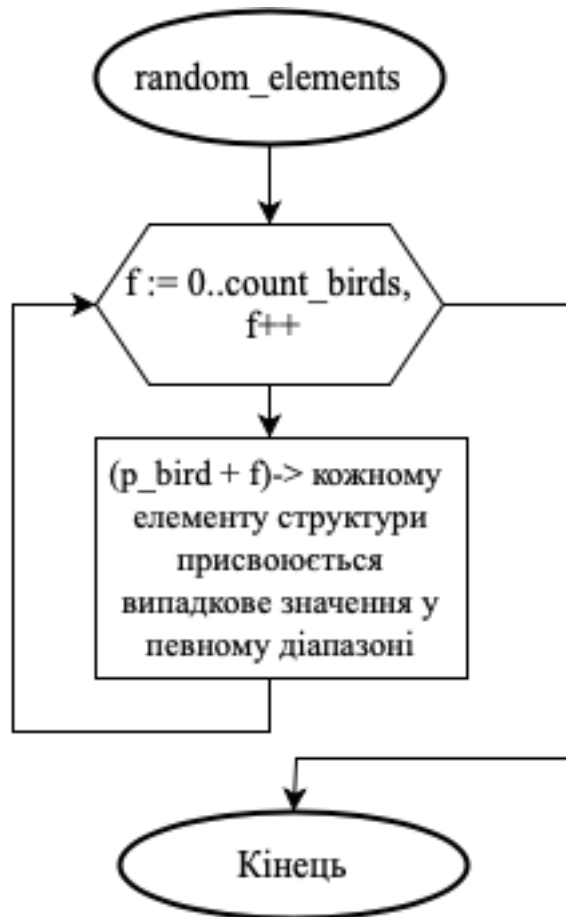 random_elements
f := 0..count_birds,
f++
(p_bird + f)-> кожному
елементу структури
присвоюється
випадкове значення у
певному діапазоні
Кінець